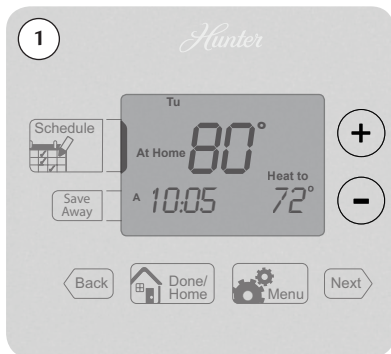 1
Hunter
Tu
Schedule
80°
+
At Home
Heat to
Save
Away
A 10:05 72°
-
Back
Done/
Home
Menu
Next